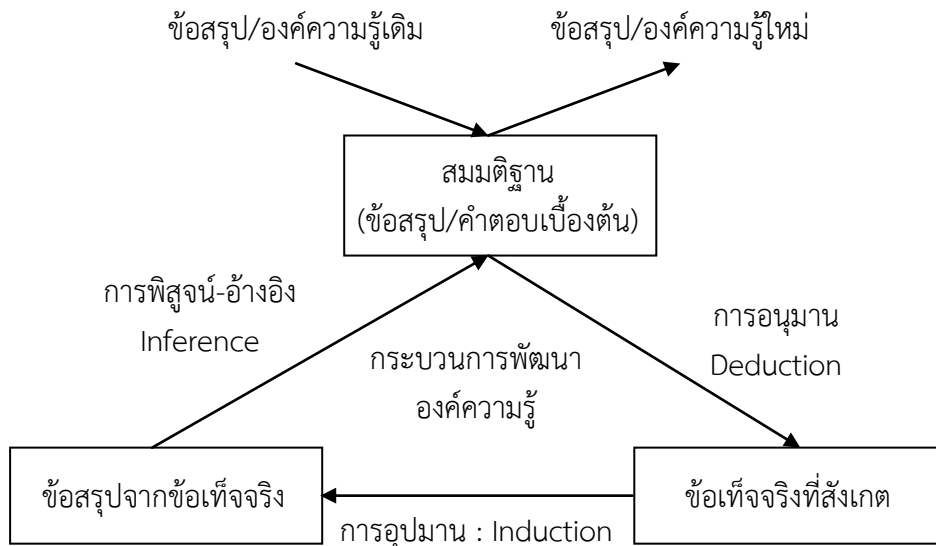 ข้อสรุป/องค์ความรู้เดิม
ข้อสรุป/องค์ความรู้ใหม่
สมมติฐาน
(ข้อสรุป/คำตอบเบื้องต้น)
การพิสูจน์-อ้างอิง
Inference
การอนุมาน
Deduction
กระบวนการพัฒนา
องค์ความรู้
ข้อสรุปจากข้อเท็จจริง
ข้อเท็จจริงที่สังเกต
การอุปมาน : Induction